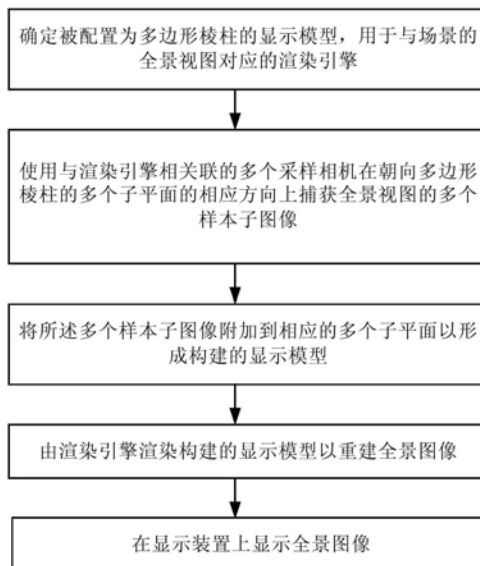 确定被配置为多边形棱柱的显示模型，用于与场景的
全景视图对应的渲染引擎
使用与渲染引擎相关联的多个采样相机在朝向多边形
棱柱的多个子平面的相应方向上捕获全景视图的多个
样本子图像
将所述多个样本子图像附加到相应的多个子平面以形
成构建的显示模型
由渲染引擎渲染构建的显示模型以重建全景图像
在显示装置上显示全景图像